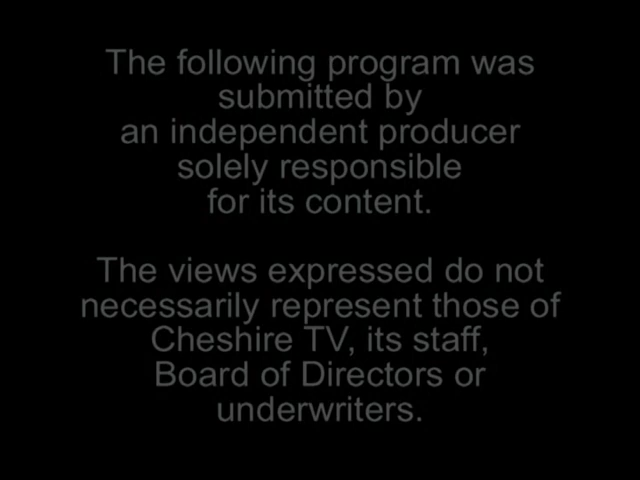 The following program was
submitted by
an independent producer
solely responsible
for its content.
The views expressed do not
necessarily represent those of
Cheshire TV, its staff,
Board of Directors or
underwriters.